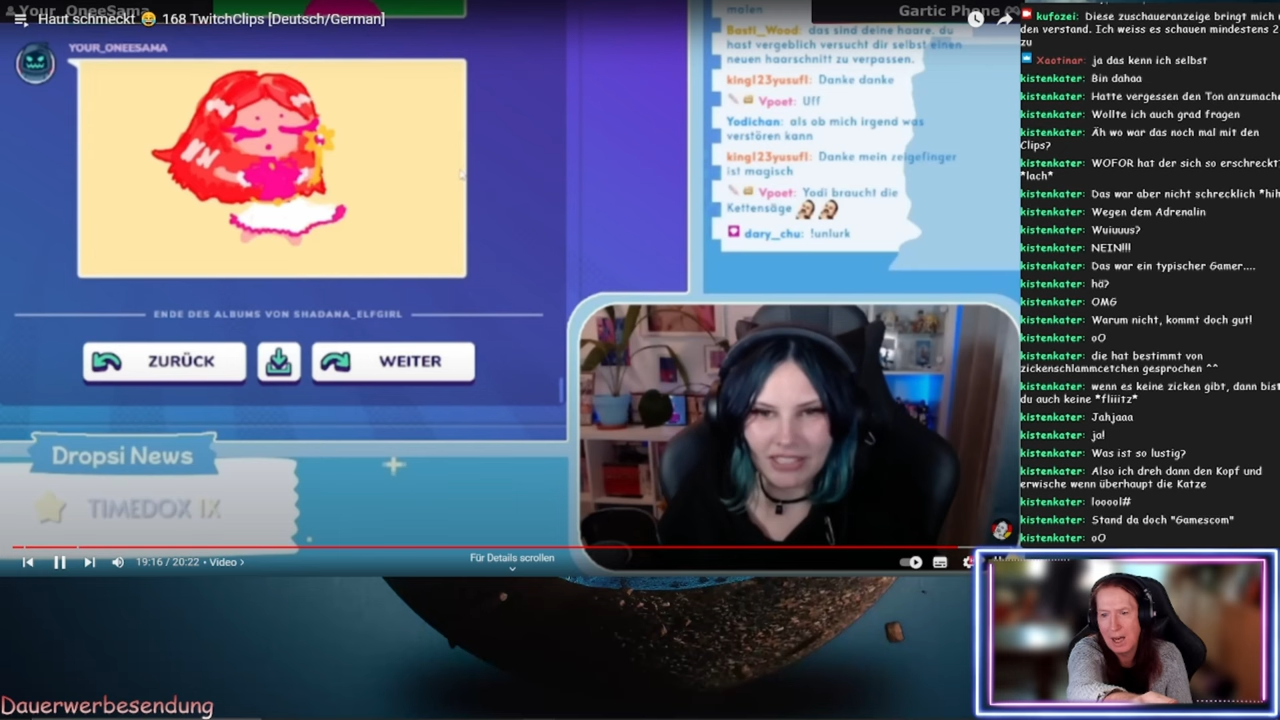 Your_OneeSama
Haut schmeckt 😅 168 TwitchClips [Deutsch/German]
Gartic Phone
YOUR_ONEESAMA
ENDE DES ALBUMS VON SHADANA_ELFGIRL
ZURÜCK
WEITER
Dropsi News
TIMEDOX IX
malen
Basti_Wood: das sind deine haare. du
hast vergeblich versucht dir selbst einen
neuen haarschnitt zu verpassen.
king123yusuf1: Danke danke
Vpoet: Uff
Yodichan: als ob mich irgend was
verstören kann
king123yusuf1: Danke mein zeigefinger
ist magisch
Vpoet: Yodi braucht die
Kettensäge
dary_chu: !unlurk
19:16 / 20:22 • Video
Für Details scrollen
kufozei: Diese zuschaueranzeige bringt mich
den verstand. Ich weiss es schauen mindestens 2
zu
Xaotinar: ja das kenn ich selbst
kistenkater: Bin dahaa
kistenkater: Hatte vergessen den Ton anzumache
kistenkater: Wollte ich auch grad fragen
kistenkater: Äh wo war das noch mal mit den
Clips?
kistenkater: WOFOR hat der sich so erschreckt
*lach*
kistenkater: Das war aber nicht schrecklich *hih
kistenkater: Wegen dem Adrenalin
kistenkater: Wuiuuus?
kistenkater: NEIN!!!
kistenkater: Das war ein typischer Gamer....
kistenkater: hä?
kistenkater: OMG
kistenkater: Warum nicht, kommt doch gut!
kistenkater: oO
kistenkater: die hat bestimmt von
zickenschlammcetchen gesprochen ^^
kistenkater: wenn es keine zicken gibt, dann bist
du auch keine *fliiitz*
kistenkater: Jahjaaa
kistenkater: ja!
kistenkater: Was ist so lustig?
kistenkater: Also ich dreh dann den Kopf und
erwische wenn überhaupt die Katze
kistenkater: looool#
kistenkater: Stand da doch "Gamescom"
kistenkater: oO
Dauerwerbesendung